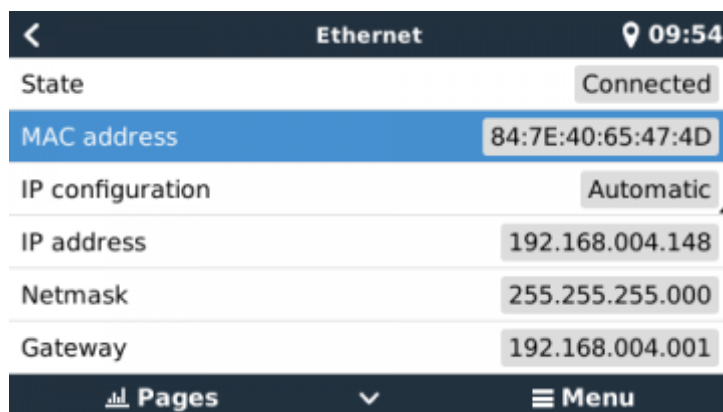 Ethernet 09:54
State Connected
MAC address 84:7E:40:65:47:4D
IP configuration Automatic
IP address 192.168.004.148
Netmask 255.255.255.000
Gateway 192.168.004.001
Pages Menu